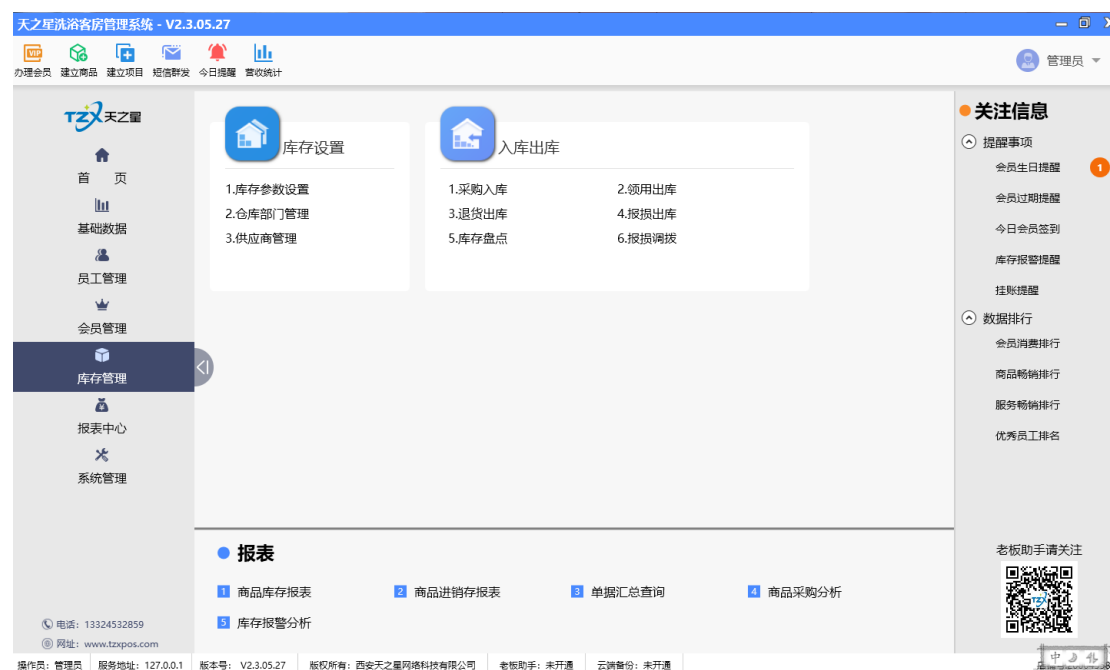 天之星洗浴客房管理系统 - V2.3.05.27
VIP
办理会员 建立商品 建立项目 短信群发 今日提醒 营收统计
管理员
TZX 天之星
首 页
基础数据
员工管理
会员管理
库存管理
报表中心
系统管理
电话: 13324532859
网址: www.tzxpos.com
库存设置
1.库存参数设置
2.仓库部门管理
3.供应商管理
入库出库
1.采购入库 2.领用出库
3.退货出库 4.报损出库
5.库存盘点 6.报损调拨
报表
1 商品库存报表 2 商品进销存报表 3 单据汇总查询 4 商品采购分析
5 库存报警分析
关注信息
提醒事项
会员生日提醒 1
会员过期提醒
今日会员签到
库存报警提醒
挂账提醒
数据排行
会员消费排行
商品畅销排行
服务畅销排行
优秀员工排名
老板助手请关注
TZX
操作员: 管理员 服务地址: 127.0.0.1 版本号: V2.3.05.27 版权所有: 西安天之星网络科技有限公司 老板助手: 未开通 云端备份: 未开通
中